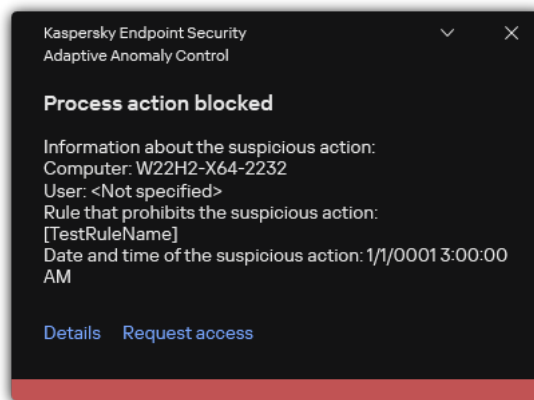 Kaspersky Endpoint Security
Adaptive Anomaly Control
Process action blocked
Information about the suspicious action:
Computer: W22H2-X64-2232
User: <Not specified>
Rule that prohibits the suspicious action:
[TestRuleName]
Date and time of the suspicious action: 1/1/0001 3:00:00
AM
Details Request access